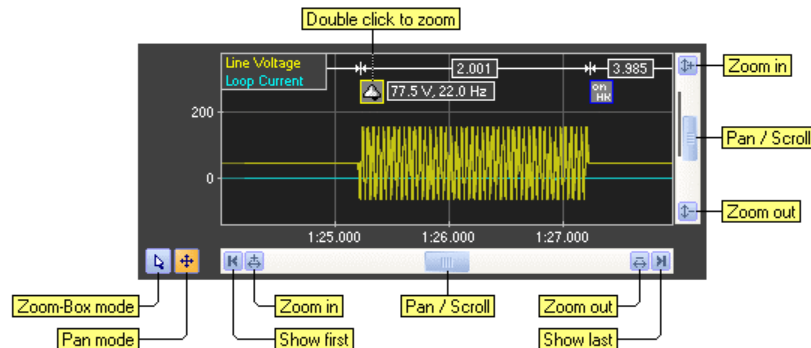 Double click to zoom
Line Voltage
Loop Current
2.001
3.985
Zoom in
77.5 V, 22.0 Hz
on HK
200
Pan / Scroll
0
Zoom out
1:25.000 1:26.000 1:27.000
Zoom-Box mode
Zoom in
Pan / Scroll
Zoom out
Pan mode
Show first
Show last